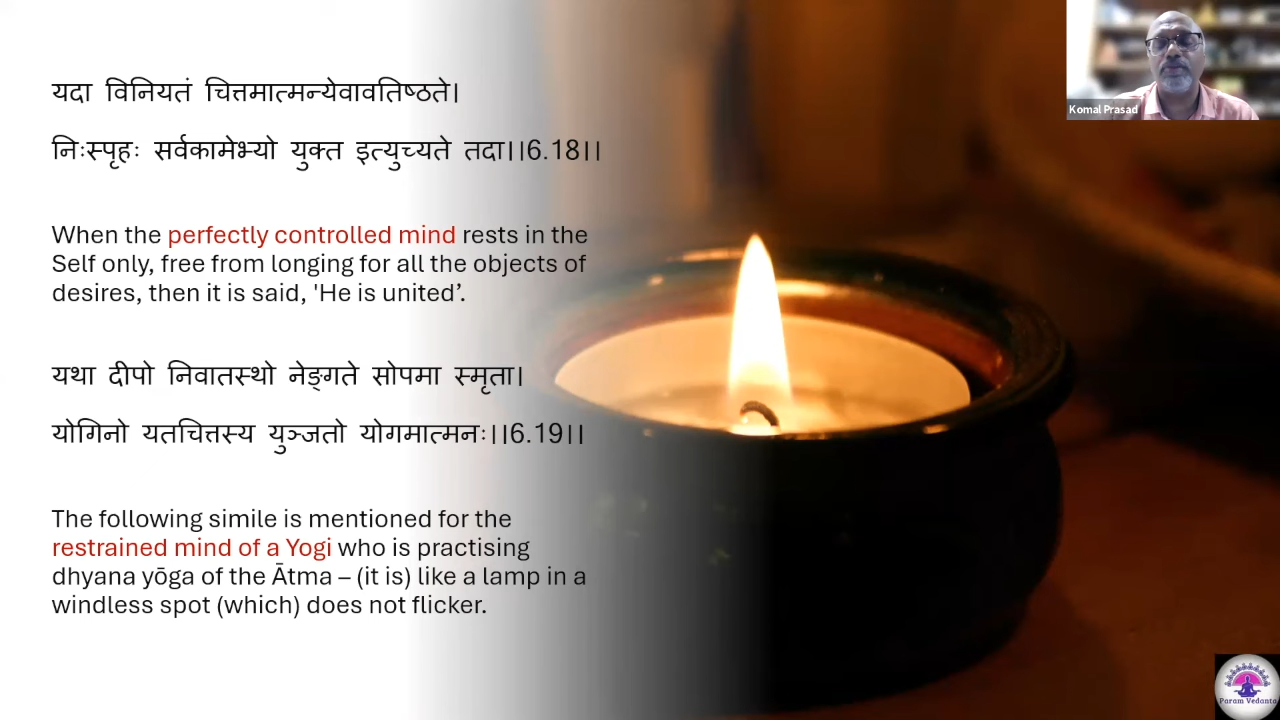 यदा विनियतं चित्तमात्मन्येवावतिष्ठते।
निःस्पृहः सर्वकामेभ्यो युक्त इत्युच्यते तदा।।6.18।।
When the perfectly controlled mind rests in the
Self only, free from longing for all the objects of
desires, then it is said, 'He is united’.
यथा दीपो निवातस्थो नेङ्गते सोपमा स्मृता।
योगिनो यतचित्तस्य युञ्जतो योगमात्मनः।।6.19।।
The following simile is mentioned for the
restrained mind of a Yogi who is practising
dhyana yōga of the Ātma – (it is) like a lamp in a
windless spot (which) does not flicker.
Komal Prasad
Param Vedanta